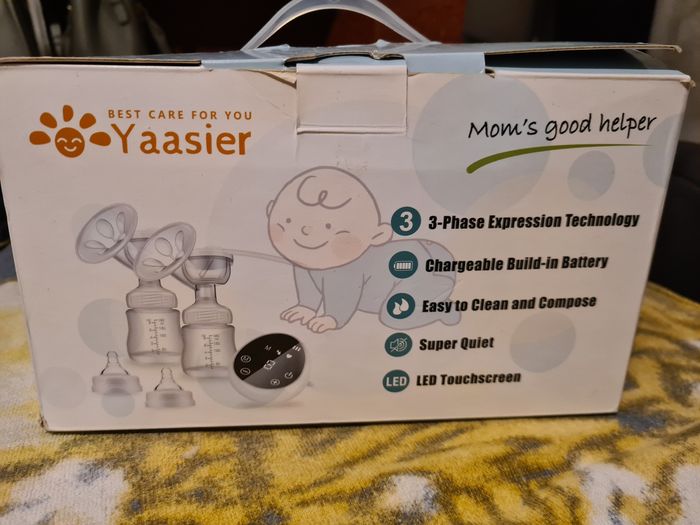 BEST CARE FOR YOU
Yaasier
Mom's good helper
3 3-Phase Expression Technology
Chargeable Build-in Battery
Easy to Clean and Compose
Super Quiet
LED LED Touchscreen
M